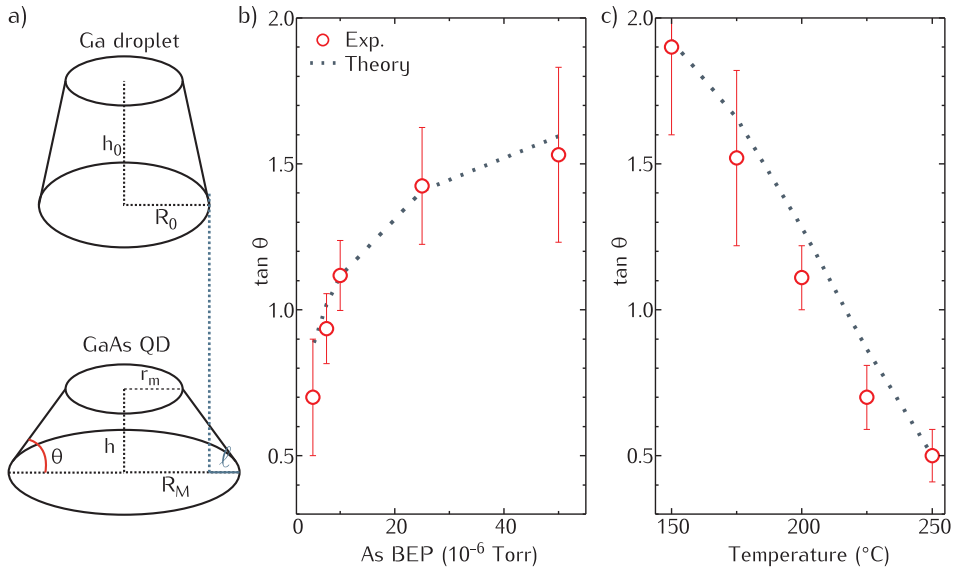 a)
Ga droplet
h₀
R₀
GaAs QD
rₘ
θ
h
ℓ
R_M
b)
2.0
1.5
1.0
0.5
tan θ
Exp.
Theory
0
20
40
As BEP (10⁻⁶ Torr)
c)
2.0
1.5
1.0
0.5
tan θ
150
200
250
Temperature (°C)